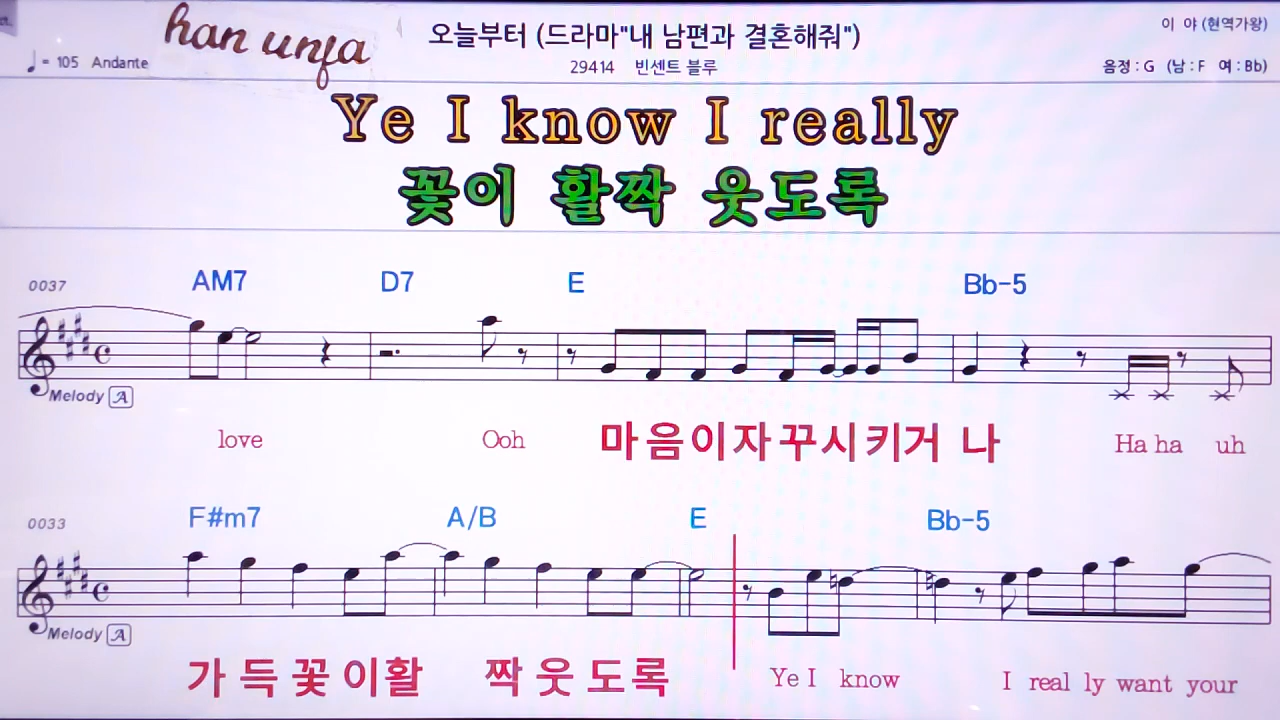 han unja
오늘부터 (드라마"내 남편과 결혼해줘")
이 야 (현역가왕)
♩ = 105 Andante
29414 빈센트 블루
음정 : G (남 : F 여 : Bb)
Ye I know I really
꽃이 활짝 웃도록
0037 AM7 D7 E Bb-5
Melody A
love Ooh 마음이자꾸시키거 나 Ha ha uh
0033 F#m7 A/B E Bb-5
Melody A
가 득 꽃 이활 짝 웃 도록 Ye I know I real ly want your